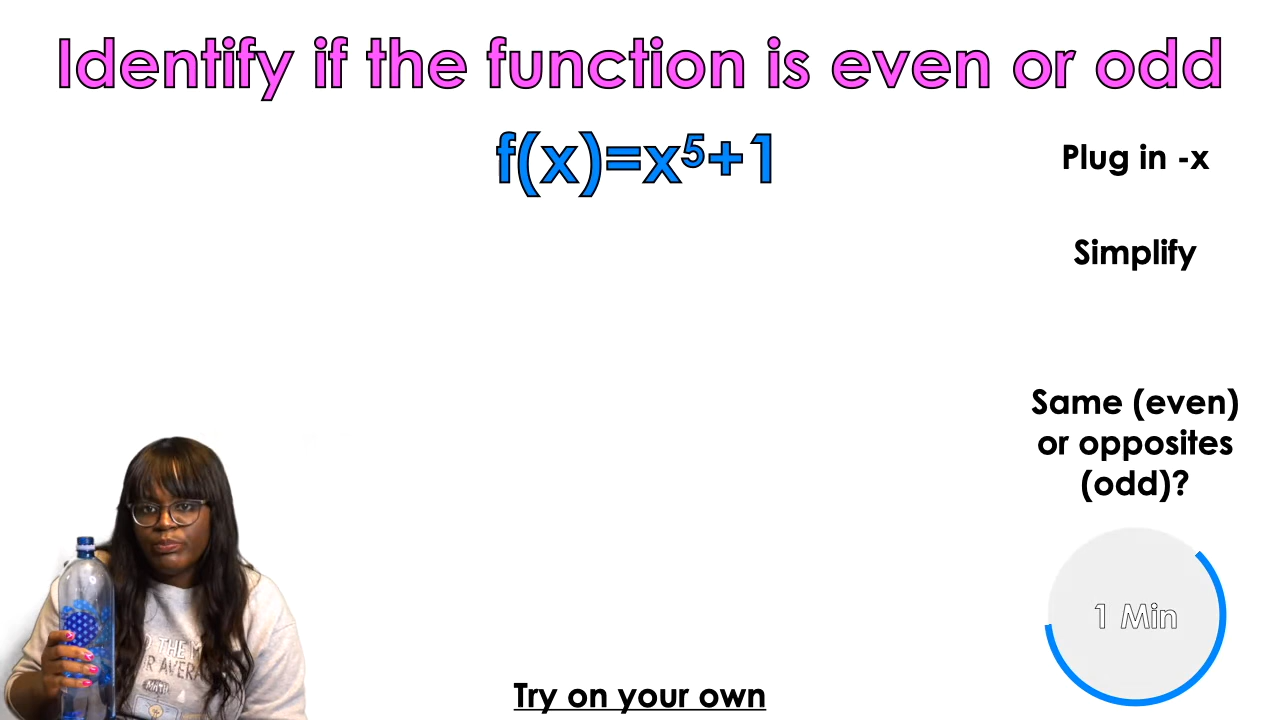 Identify if the function is even or odd
f(x)=x⁵+1
Plug in -x
Simplify
Same (even)
or opposites
(odd)?
1 Min
MATH
Try on your own